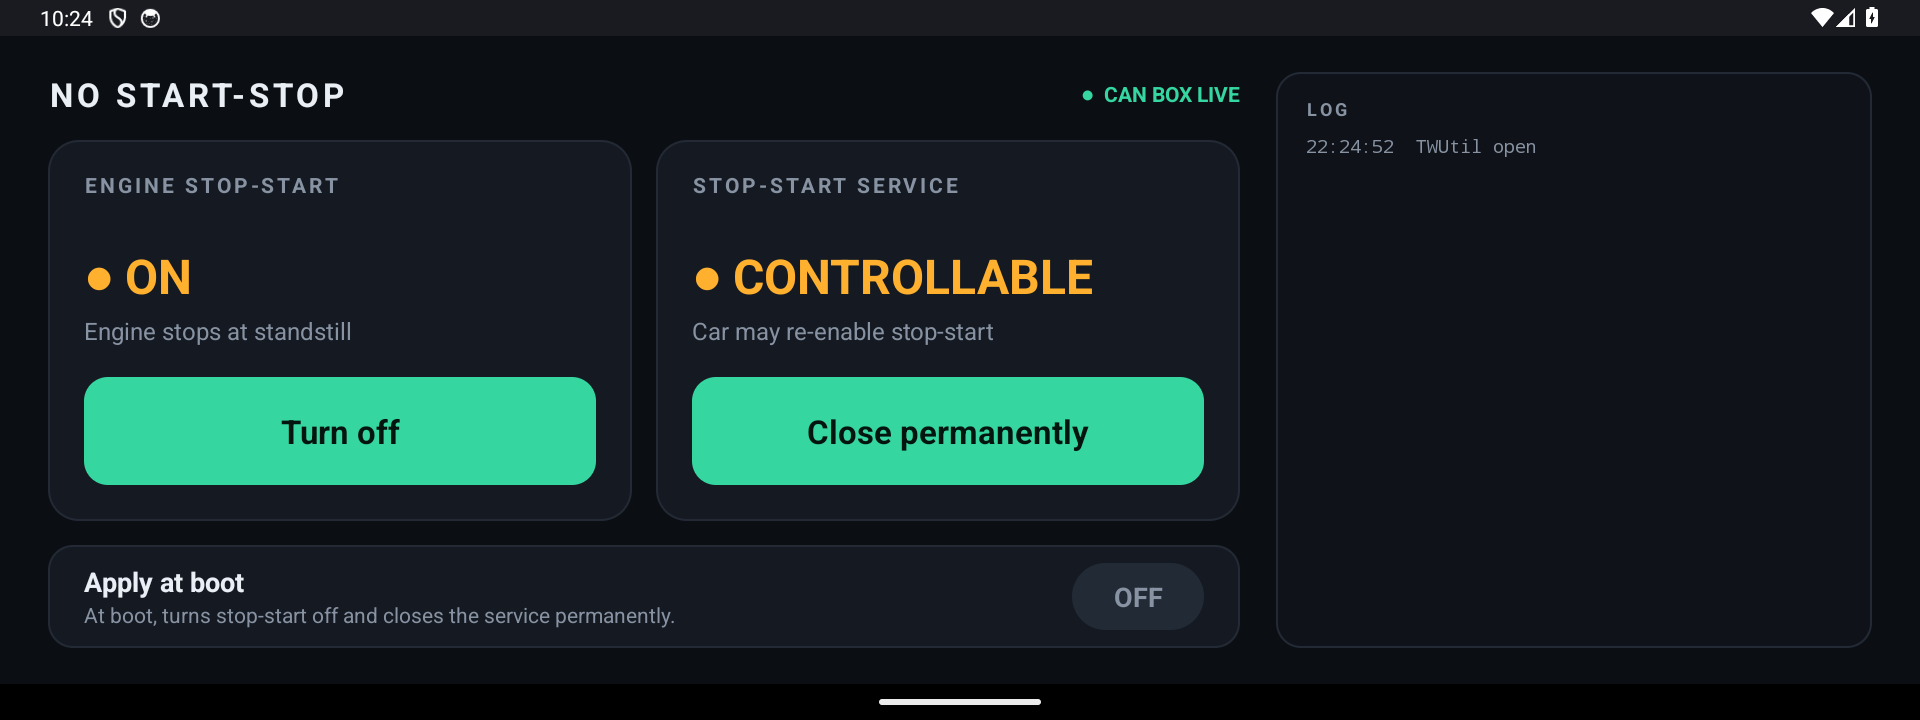 10:24
NO START-STOP
CAN BOX LIVE
ENGINE STOP-START
ON
Engine stops at standstill
Turn off
STOP-START SERVICE
CONTROLLABLE
Car may re-enable stop-start
Close permanently
Apply at boot
At boot, turns stop-start off and closes the service permanently.
OFF
LOG
22:24:52 TWUtil open